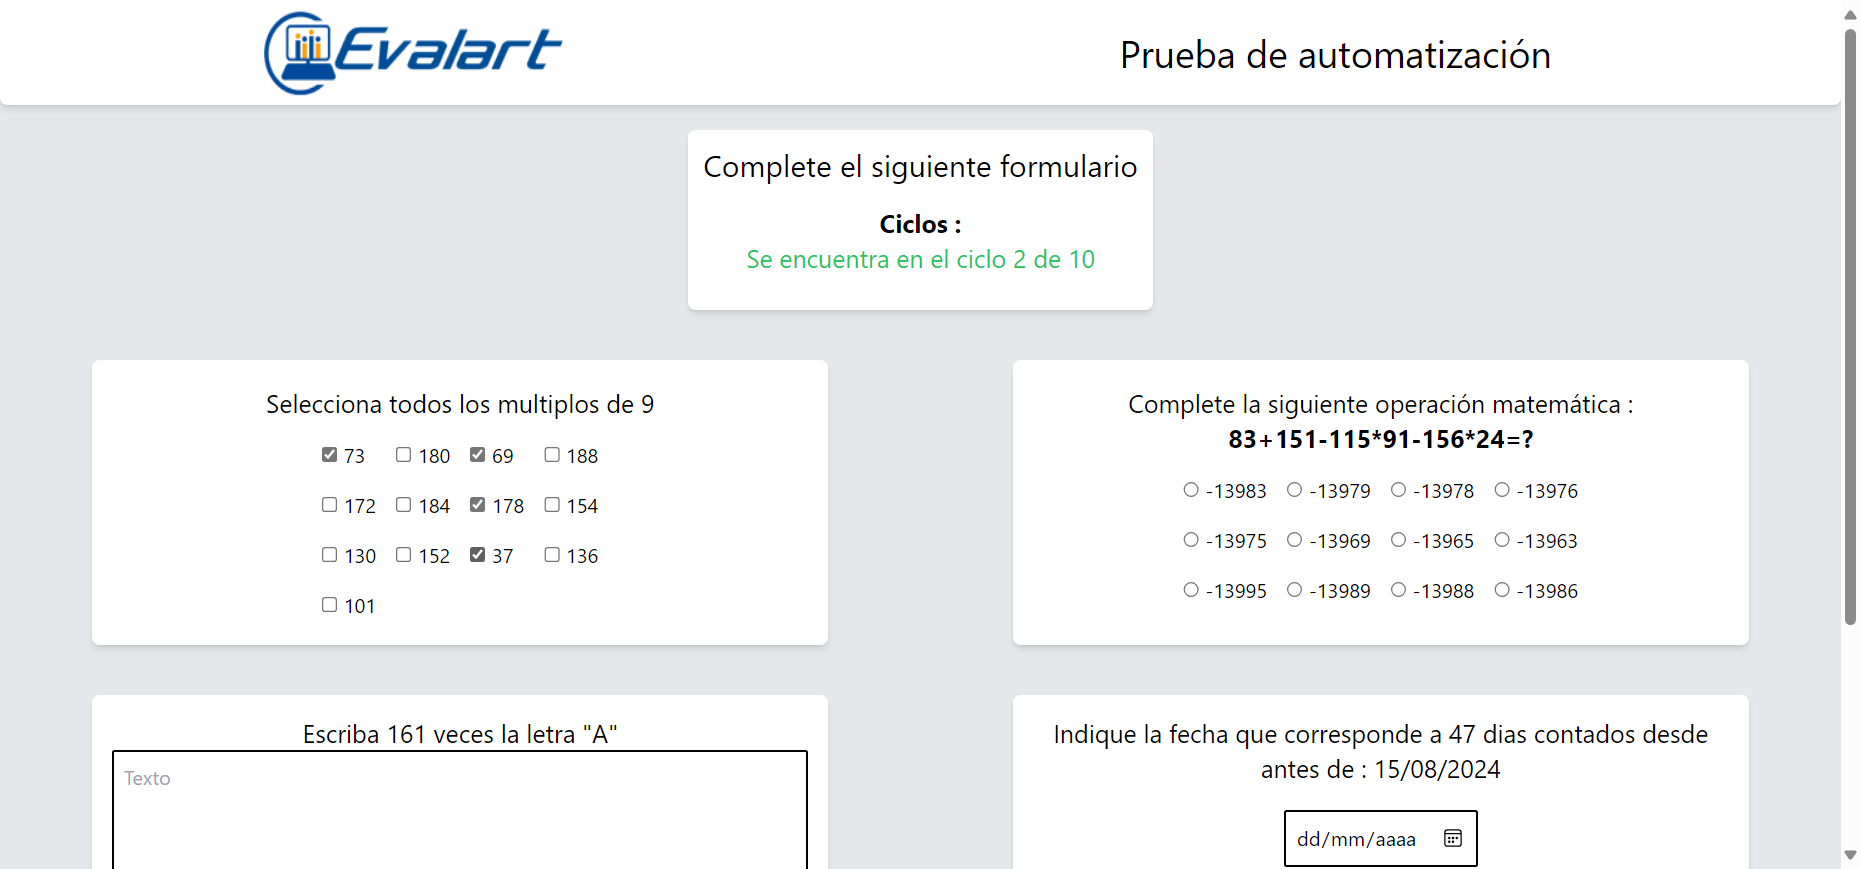 Evalart
Prueba de automatización
Complete el siguiente formulario
Ciclos :
Se encuentra en el ciclo 2 de 10
Selecciona todos los multiplos de 9
73 180 69 188
172 184 178 154
130 152 37 136
101
Complete la siguiente operación matemática :
83+151-115*91-156*24=?
-13983 -13979 -13978 -13976
-13975 -13969 -13965 -13963
-13995 -13989 -13988 -13986
Escriba 161 veces la letra "A"
Texto
Indique la fecha que corresponde a 47 dias contados desde
antes de : 15/08/2024
dd/mm/aaaa